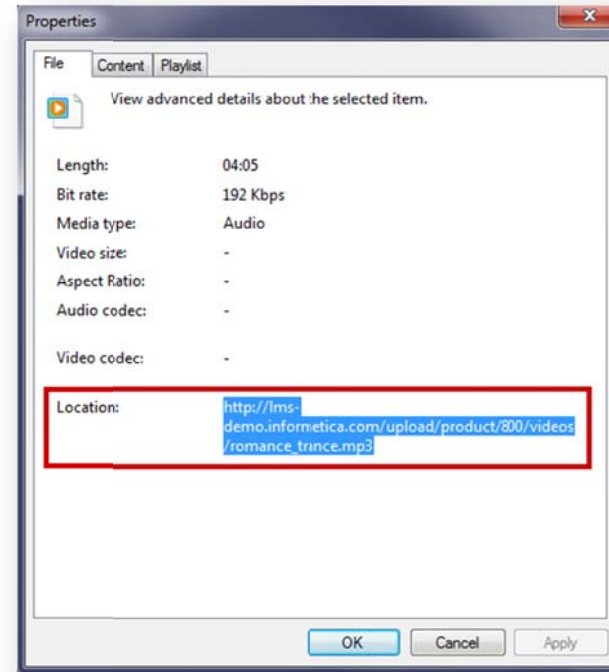 Properties
File Content Playlist
View advanced details about the selected item.
Length: 04:05
Bit rate: 192 Kbps
Media type: Audio
Video size: -
Aspect Ratio: -
Audio codec: -
Video codec: -
Location: http://lms-
demo.informetica.com/upload/product/800/videos
/romance_trance.mp3
OK Cancel Apply